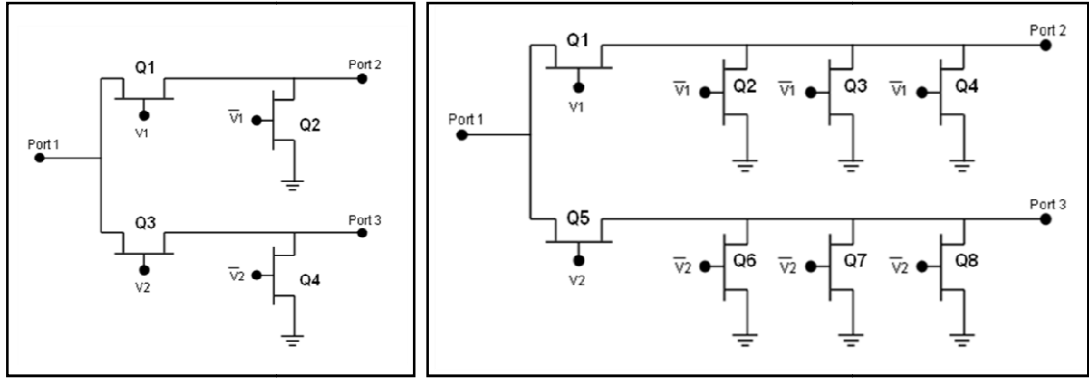 Q1
Port 2
V1
V̅1
Q2
Port 1
Q3
Port 3
V2
V̅2
Q4
Q1
Port 2
V1
V̅1
Q2
V̅1
Q3
V̅1
Q4
Port 1
Q5
Port 3
V2
V̅2
Q6
V̅2
Q7
V̅2
Q8